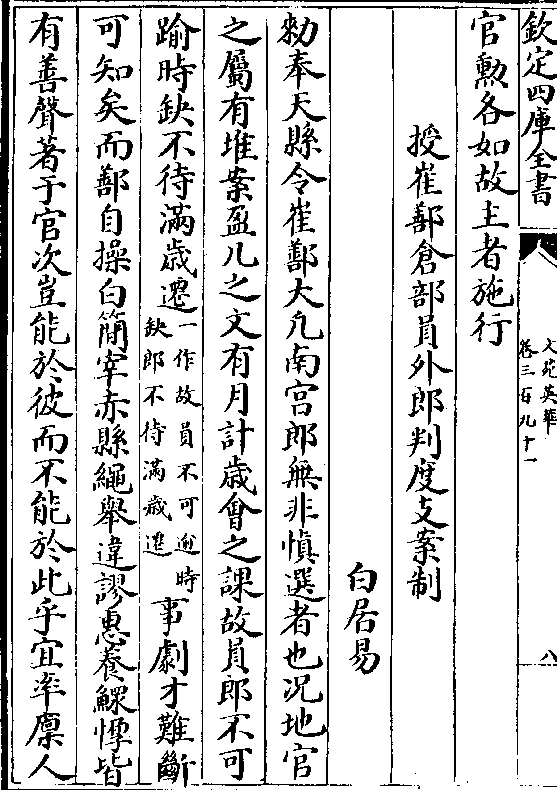 欽定四庫全書
文苑英華
卷三百九十一
八
官勲各如故主者施行
授崔鄯倉部員外郎判度支案制
白居易
勑奉天縣令崔鄯大凡南宫郎無非慎選者也况地官
之屬有堆案盈几之文有月計歳會之課故員郎不可
踰時缺不待滿歳遷一作故員不可逾時缺郎不待滿歳遷事劇才難斷
可知矣而鄯自操白簡宰赤縣繩舉違謬惠養鰥惸皆
有善聲著于官次豈能於彼而不能於此乎宜率廪人